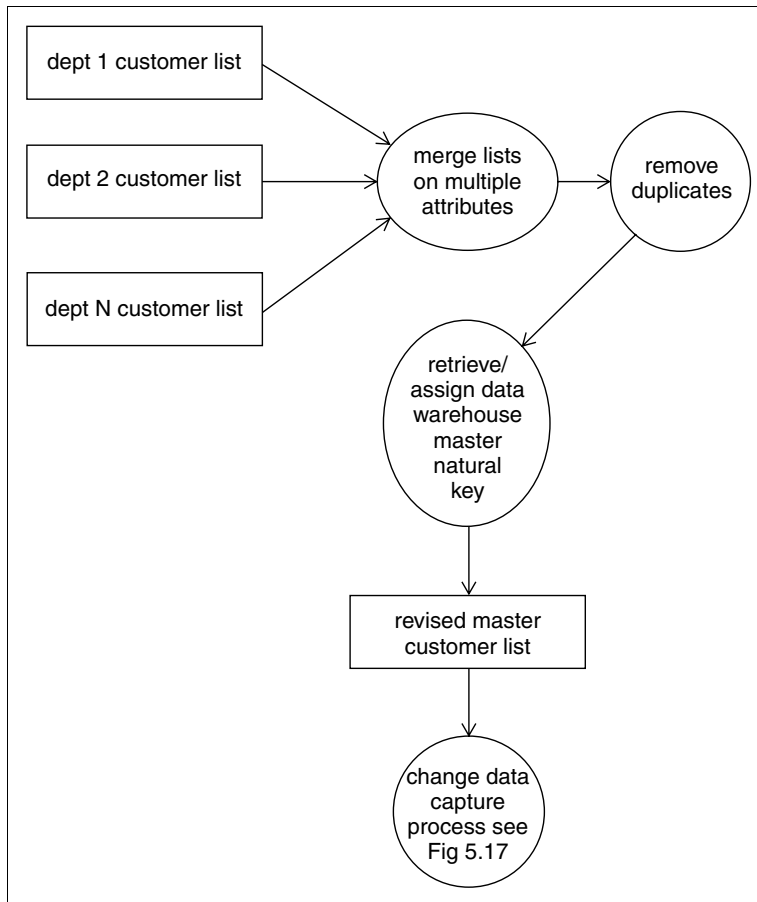 dept 1 customer list
dept 2 customer list
dept N customer list
merge lists
on multiple
attributes
remove
duplicates
retrieve/
assign data
warehouse
master
natural
key
revised master
customer list
change data
capture
process see
Fig 5.17